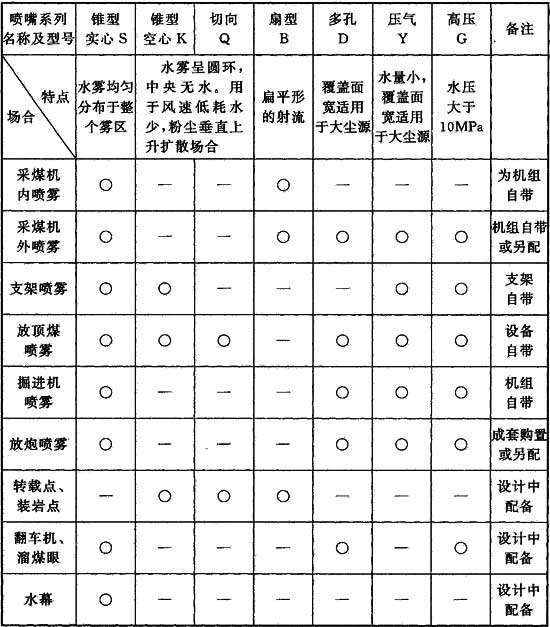 喷嘴系列 锥型 锥型 切向 扇型 多孔 压气 高压 备注
名称及型号 实心 S 空心 K Q B D Y G
特点 水雾均匀 水雾呈圆环， 扁平形 覆盖面 水量小， 水压
场合 分布于整 中央无水。用 的射流 宽适用 覆盖面 大于
个雾区 于风速低耗水 于大尘源 宽适用 10MPa
少，粉尘垂直上 于大尘源
升扩散场合
采煤机 ○ — — ○ — — — 为机组
内喷雾 自带
采煤机 ○ — — ○ ○ ○ ○ 机组自带
外喷雾 或另配
支架喷雾 ○ ○ — — — ○ ○ 支架
自带
放顶煤 ○ ○ ○ — ○ ○ ○ 设备
喷雾 自带
掘进机 ○ — — — ○ ○ ○ 机组
喷雾 自带
放炮喷雾 ○ — — — ○ ○ ○ 成套购置
或另配
转载点、 — ○ ○ ○ — — — 设计中
装岩点 配备
翻车机、 ○ — — — ○ — ○ 设计中
溜煤眼 配备
水幕 ○ — — — — — — 设计中
配备